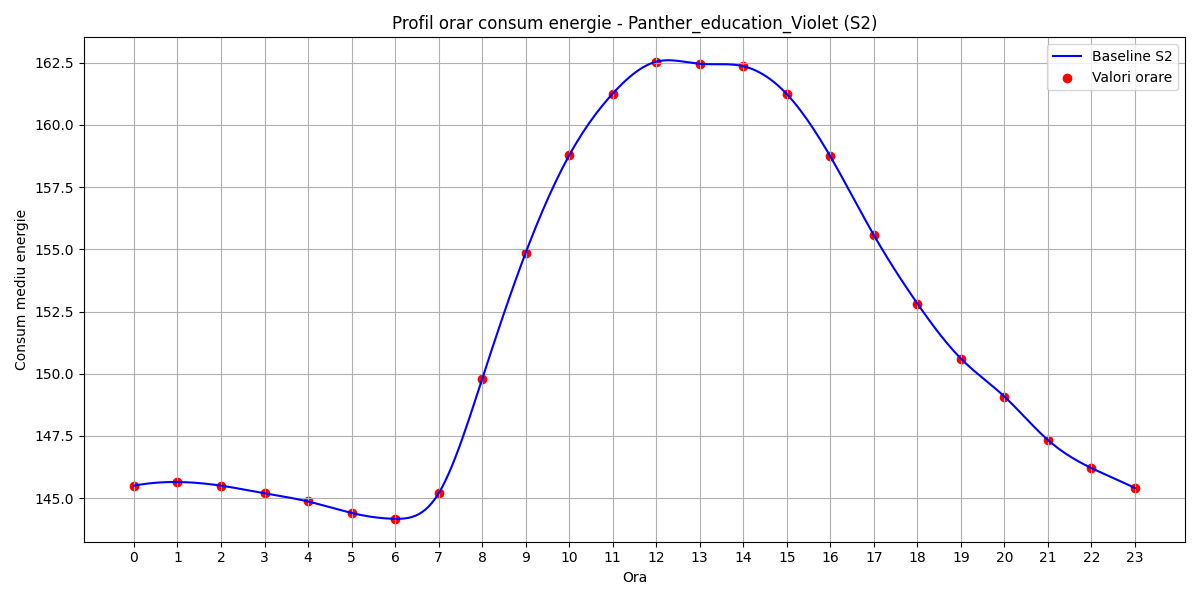 Profil orar consum energie - Panther_education_Violet (S2)
Baseline S2
Valori orare
Consum mediu energie
162.5
160.0
157.5
155.0
152.5
150.0
147.5
145.0
0 1 2 3 4 5 6 7 8 9 10 11 12 13 14 15 16 17 18 19 20 21 22 23
Ora